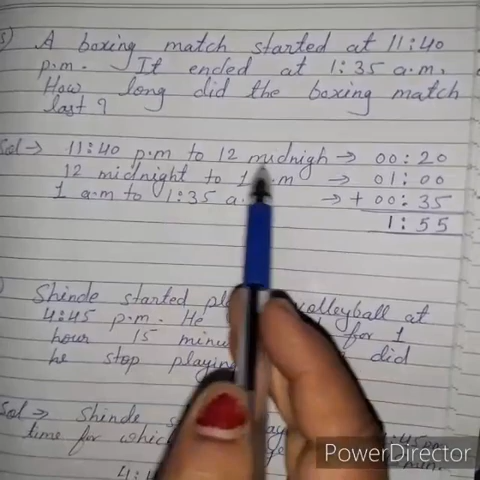 s) A boxing match started at 11:40
p.m. It ended at 1:35 a.m.
How long did the boxing match
last ?
Sol → 11:40 p.m to 12 midnigh → 00:20
12 midnight to 1 m → 01:00
1 a.m to 1:35 a. → + 00:35
1:55
) Shinde started volleyball at
4:45 p.m. He for 1
hour 15 did
he stop playing
Sol → Shinde
time for which
4:4
PowerDirector